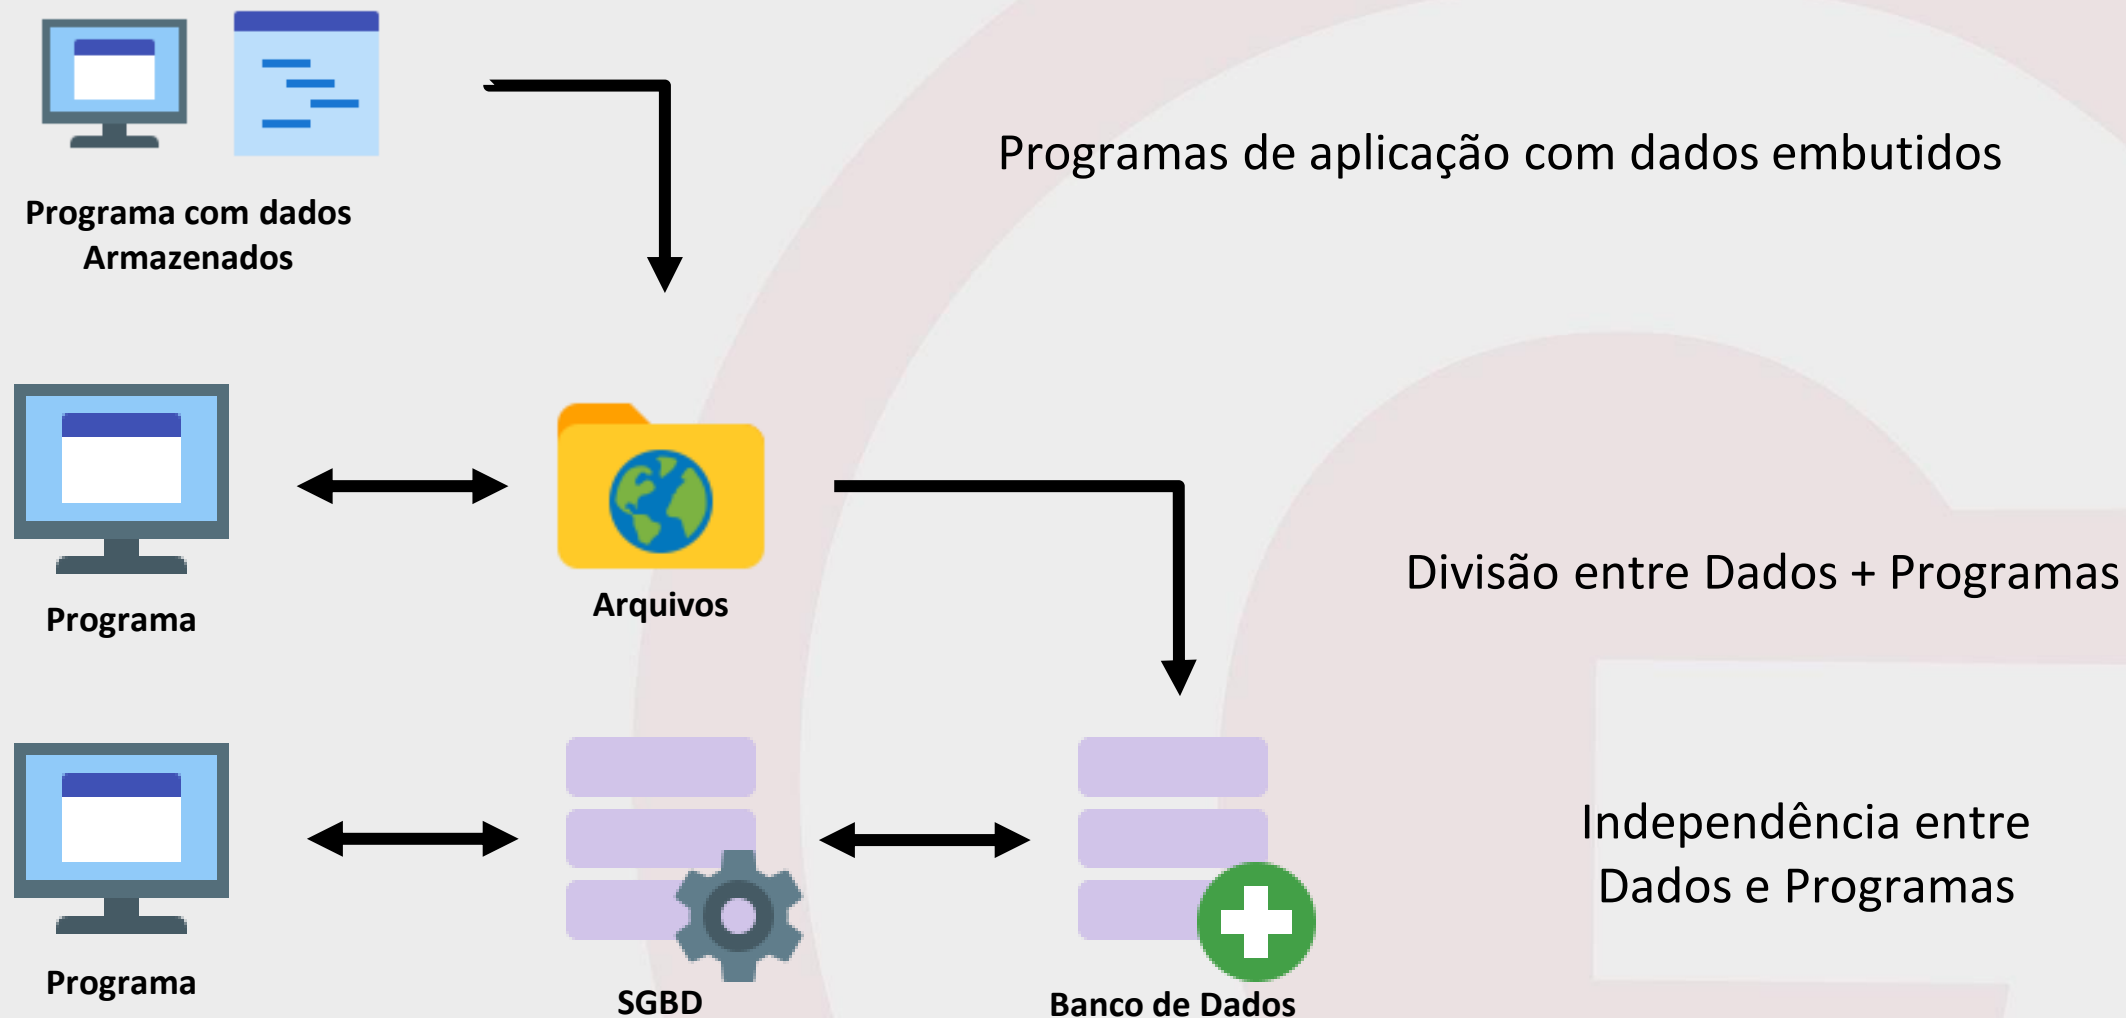 Programas de aplicação com dados embutidos
Programa com dados
Armazenados
Divisão entre Dados + Programas
Arquivos
Programa
Independência entre
Dados e Programas
Programa
SGBD
Banco de Dados